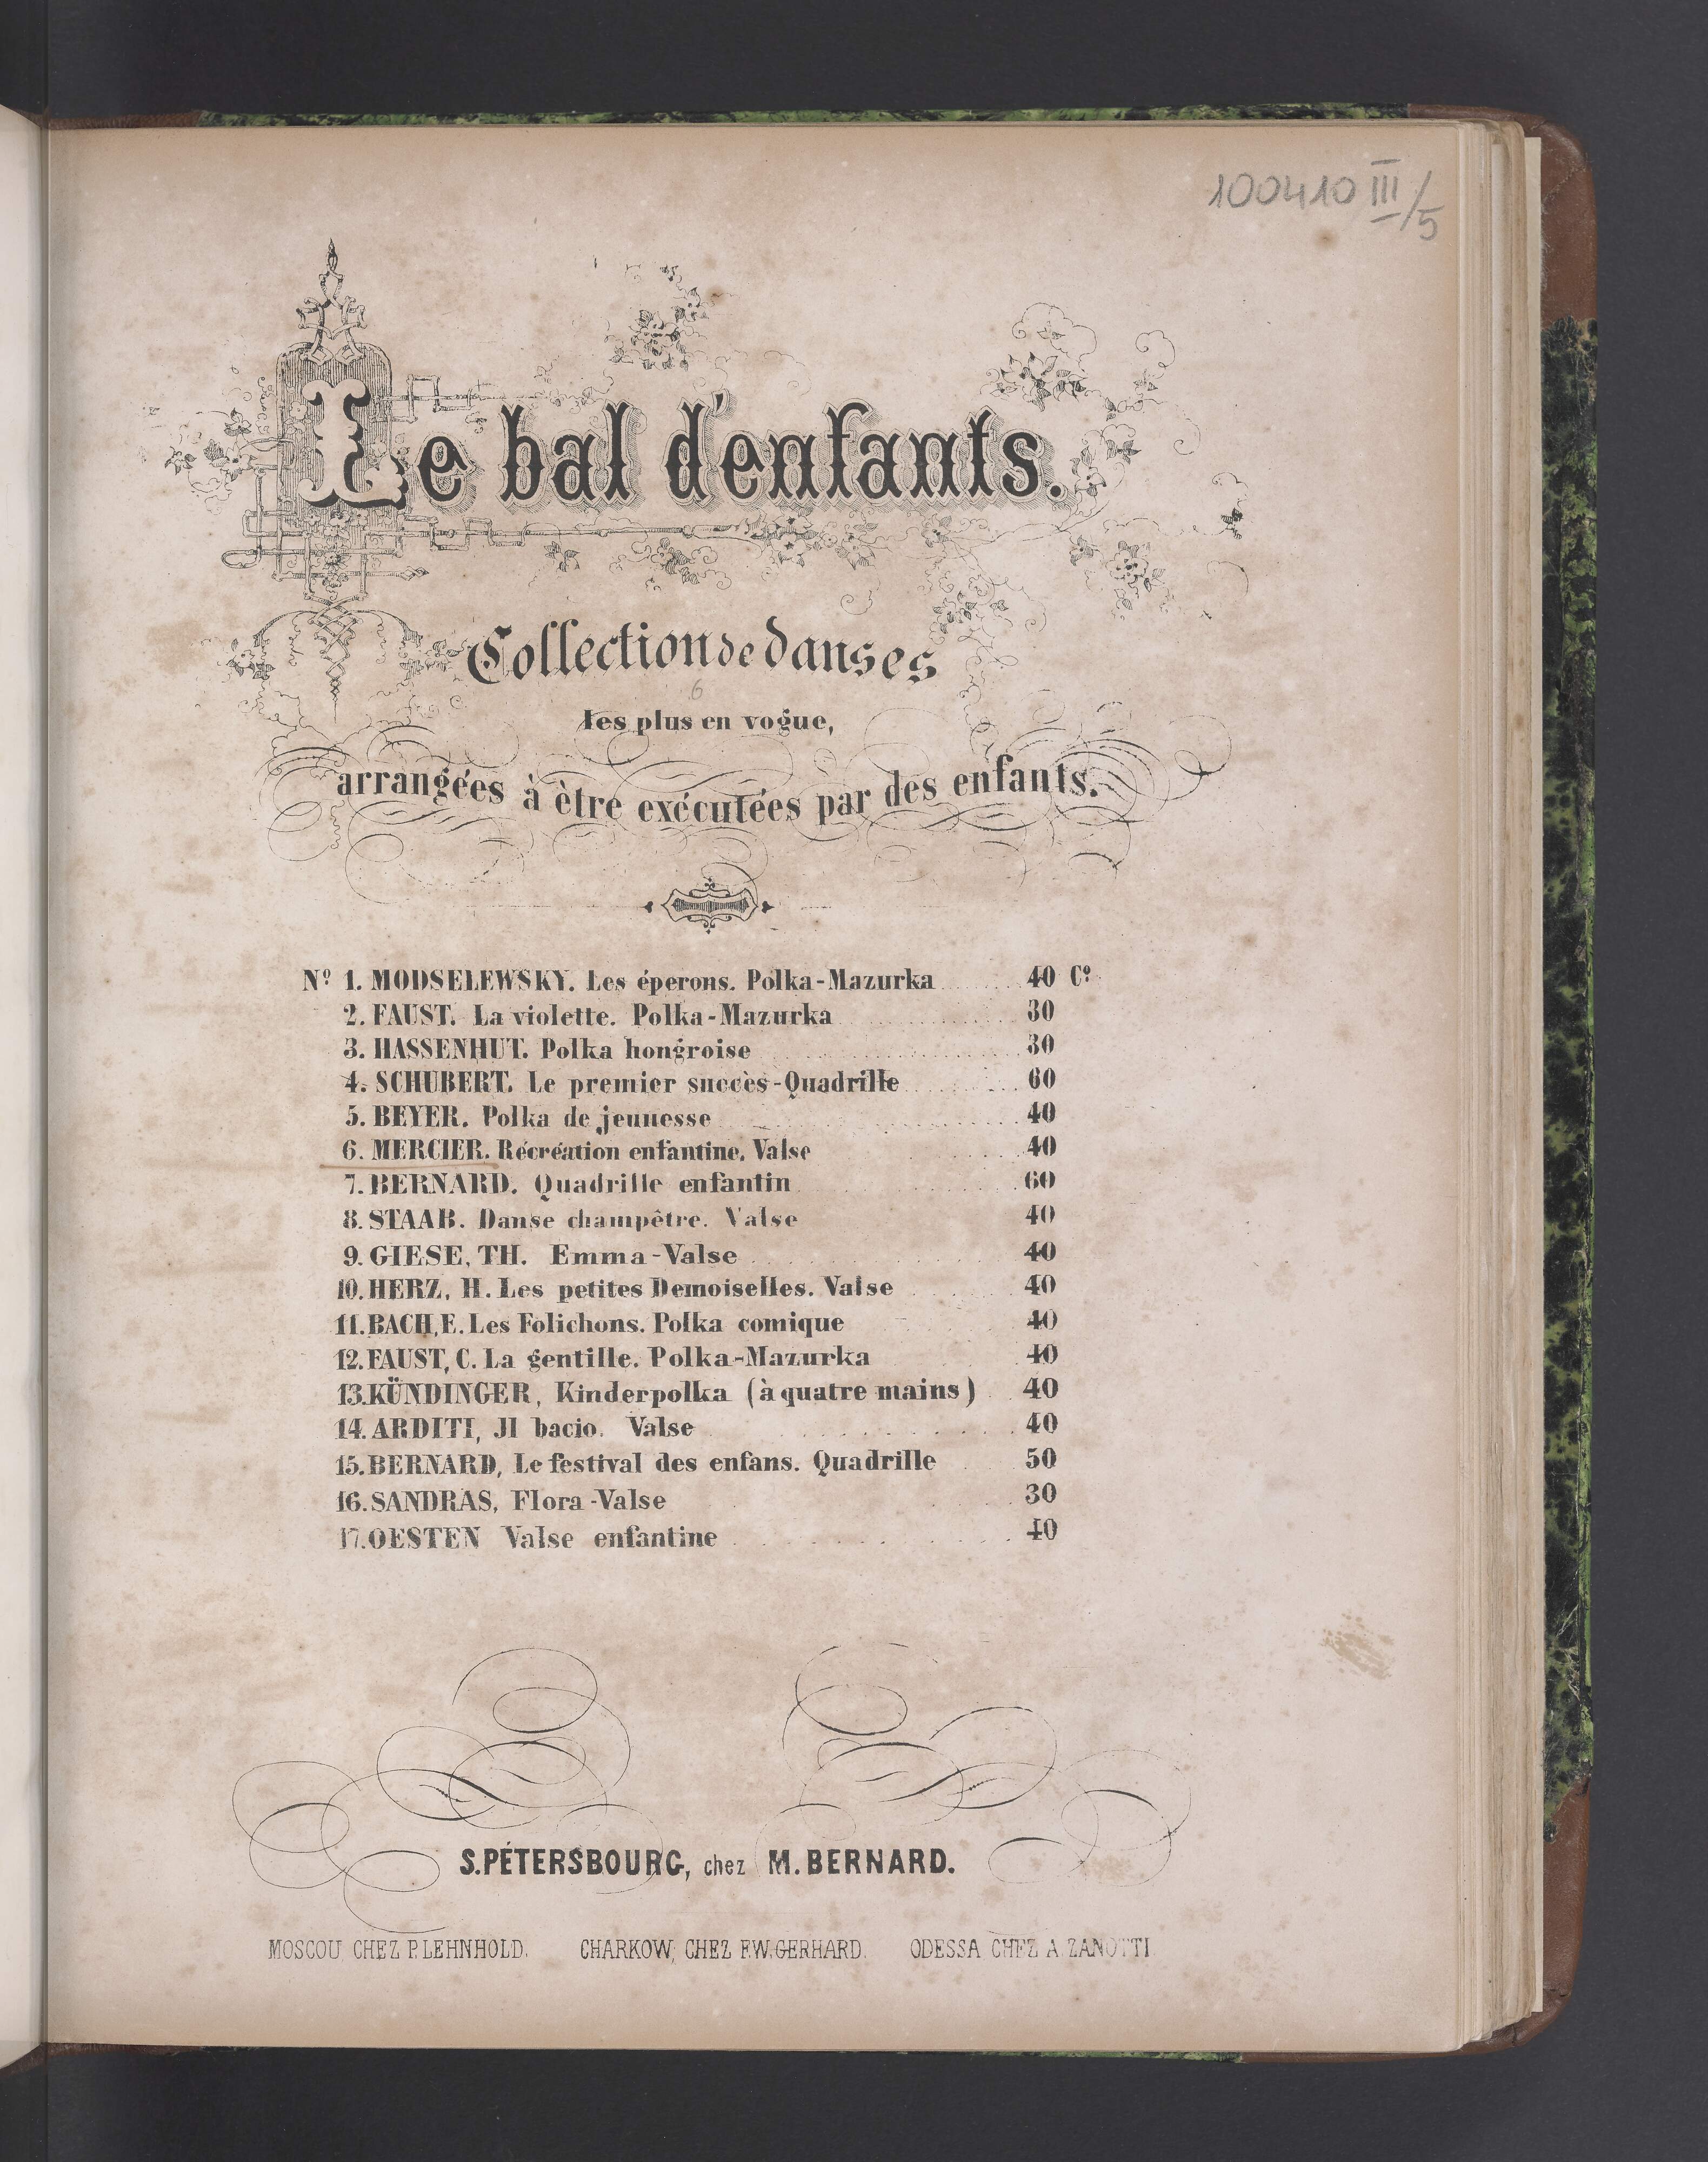 100410 III/5
Le bal d'enfants.
Collection de danses
6
les plus en vogue,
arrangées à ètre exécutées par des enfants.
Nº 1. MODSELEWSKY. Les éperons. Polka-Mazurka 40 Cº
2. FAUST. La violette. Polka-Mazurka 30
3. HASSENHUT. Polka hongroise 30
4. SCHUBERT. Le premier succès-Quadrille 60
5. BEYER. Polka de jeunesse 40
6. MERCIER. Récréation enfantine. Valse 40
7. BERNARD. Quadrille enfantin 60
8. STAAB. Danse champêtre. Valse 40
9. GIESE, TH. Emma-Valse 40
10. HERZ, H. Les petites Demoiselles. Valse 40
11. BACH, E. Les Folichons. Polka comique 40
12. FAUST, C. La gentille. Polka-Mazurka 40
13. KÜNDINGER, Kinderpolka (à quatre mains) 40
14. ARDITI, Jl bacio. Valse 40
15. BERNARD, Le festival des enfans. Quadrille 50
16. SANDRAS, Flora-Valse 30
17. OESTEN Valse enfantine 40
S. PÉTERSBOURG, chez M. BERNARD.
MOSCOU CHEZ P. LEHNHOLD. CHARKOW, CHEZ F.W. GERHARD. ODESSA CHEZ A. ZANOTTI